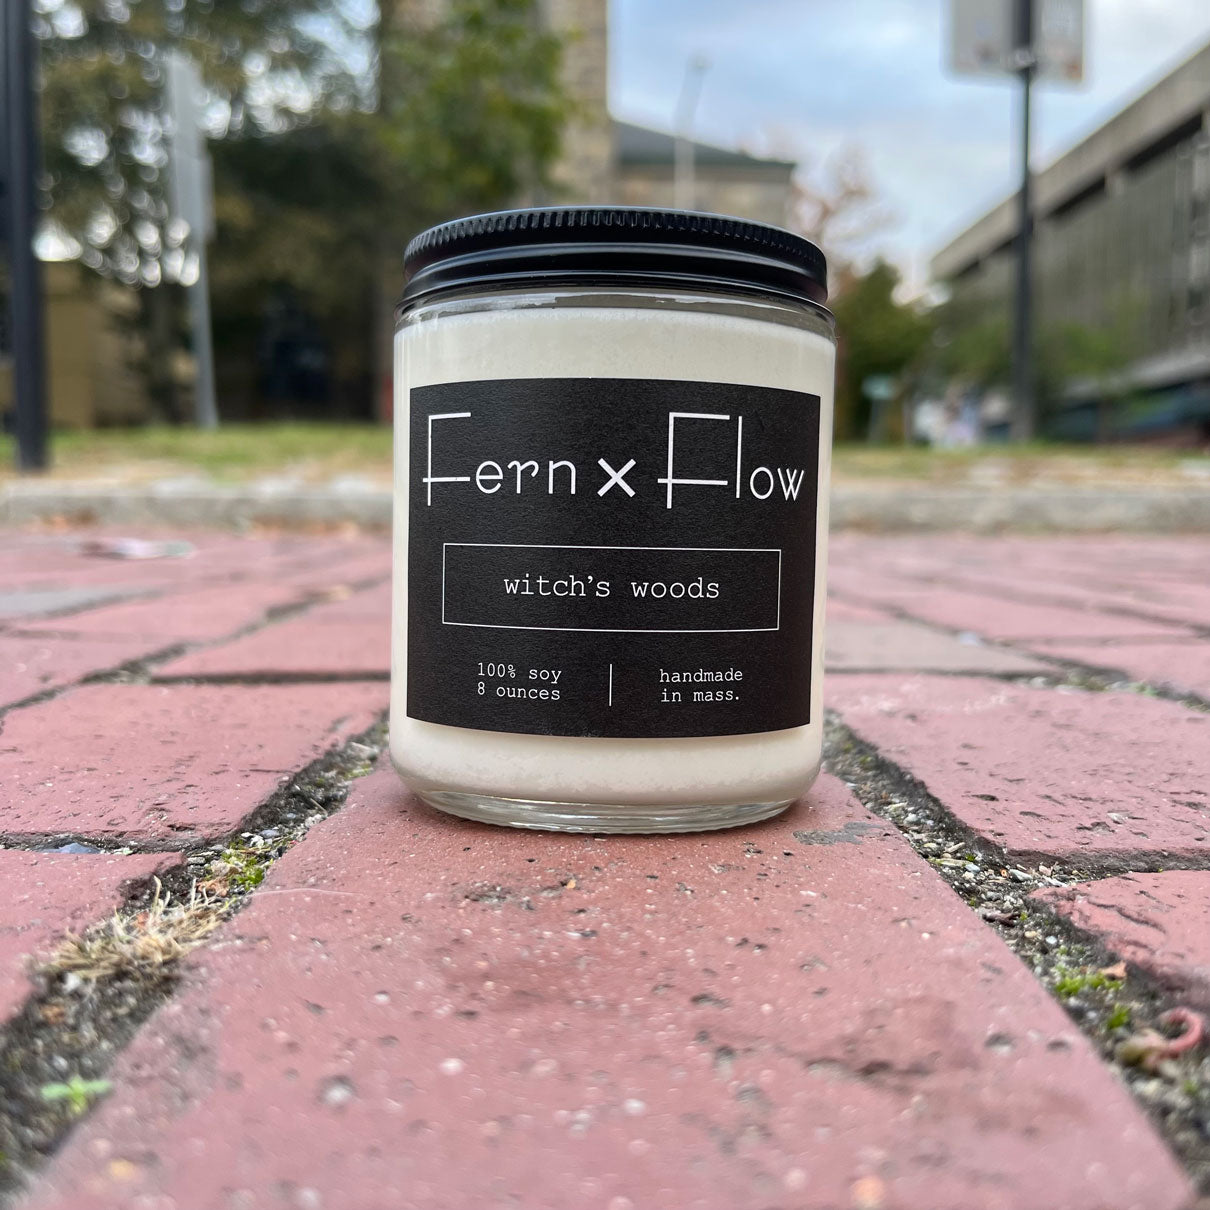 Fern x Flow
witch's woods
100% soy
8 ounces
handmade
in mass.